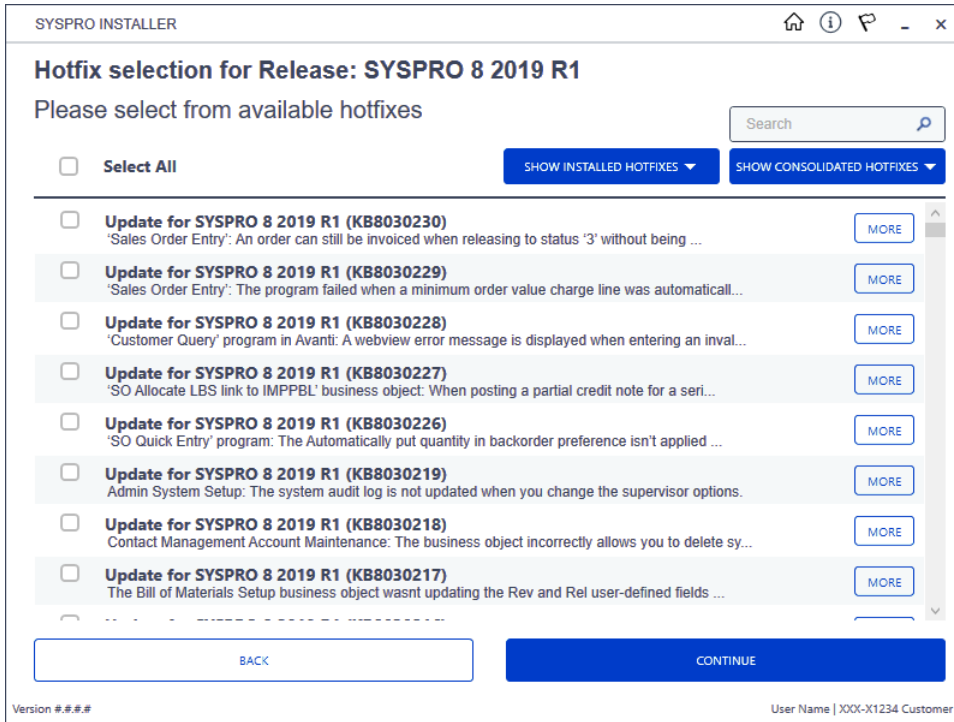 SYSPRO INSTALLER
Hotfix selection for Release: SYSPRO 8 2019 R1
Please select from available hotfixes
Search
Select All
SHOW INSTALLED HOTFIXES
SHOW CONSOLIDATED HOTFIXES
Update for SYSPRO 8 2019 R1 (KB8030230)
‘Sales Order Entry’: An order can still be invoiced when releasing to status ‘3’ without being ...
MORE
Update for SYSPRO 8 2019 R1 (KB8030229)
‘Sales Order Entry’: The program failed when a minimum order value charge line was automaticall...
MORE
Update for SYSPRO 8 2019 R1 (KB8030228)
‘Customer Query’ program in Avanti: A webview error message is displayed when entering an inval...
MORE
Update for SYSPRO 8 2019 R1 (KB8030227)
‘SO Allocate LBS link to IMPPBL’ business object: When posting a partial credit note for a seri...
MORE
Update for SYSPRO 8 2019 R1 (KB8030226)
‘SO Quick Entry’ program: The Automatically put quantity in backorder preference isn’t applied ...
MORE
Update for SYSPRO 8 2019 R1 (KB8030219)
Admin System Setup: The system audit log is not updated when you change the supervisor options.
MORE
Update for SYSPRO 8 2019 R1 (KB8030218)
Contact Management Account Maintenance: The business object incorrectly allows you to delete sy...
MORE
Update for SYSPRO 8 2019 R1 (KB8030217)
The Bill of Materials Setup business object wasnt updating the Rev and Rel user-defined fields ...
MORE
BACK
CONTINUE
Version #.#.#.#
User Name | XXX-X1234 Customer